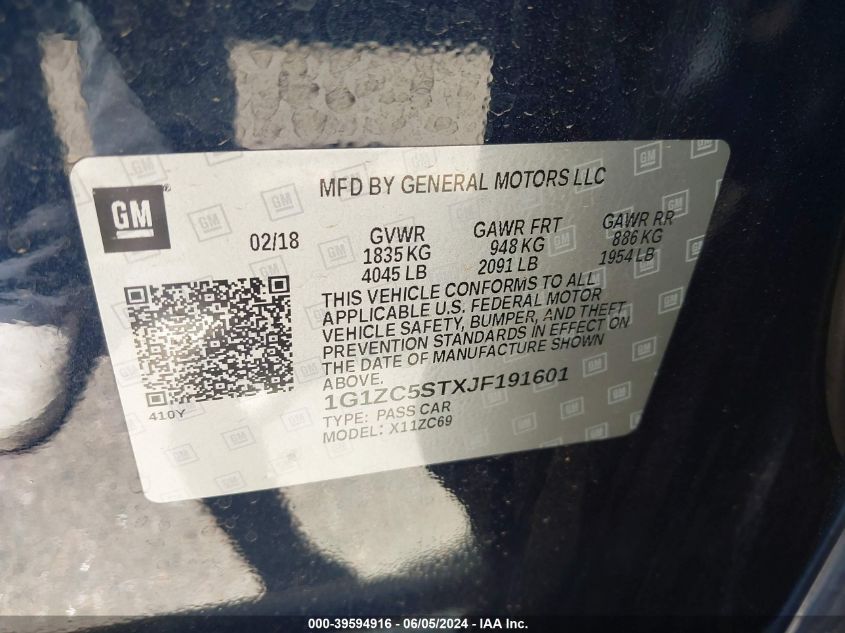 MFD BY GENERAL MOTORS LLC
GM
02/18
GVWR
1835 KG
4045 LB
GAWR FRT
948 KG
2091 LB
GAWR RR
886 KG
1954 LB
THIS VEHICLE CONFORMS TO ALL
APPLICABLE U.S. FEDERAL MOTOR
VEHICLE SAFETY, BUMPER, AND THEFT
PREVENTION STANDARDS IN EFFECT ON
THE DATE OF MANUFACTURE SHOWN
ABOVE.
1G1ZC5STXJF191601
TYPE: PASS CAR
MODEL: X11ZC69
410Y
000-39594916 - 06/05/2024 - IAA Inc.